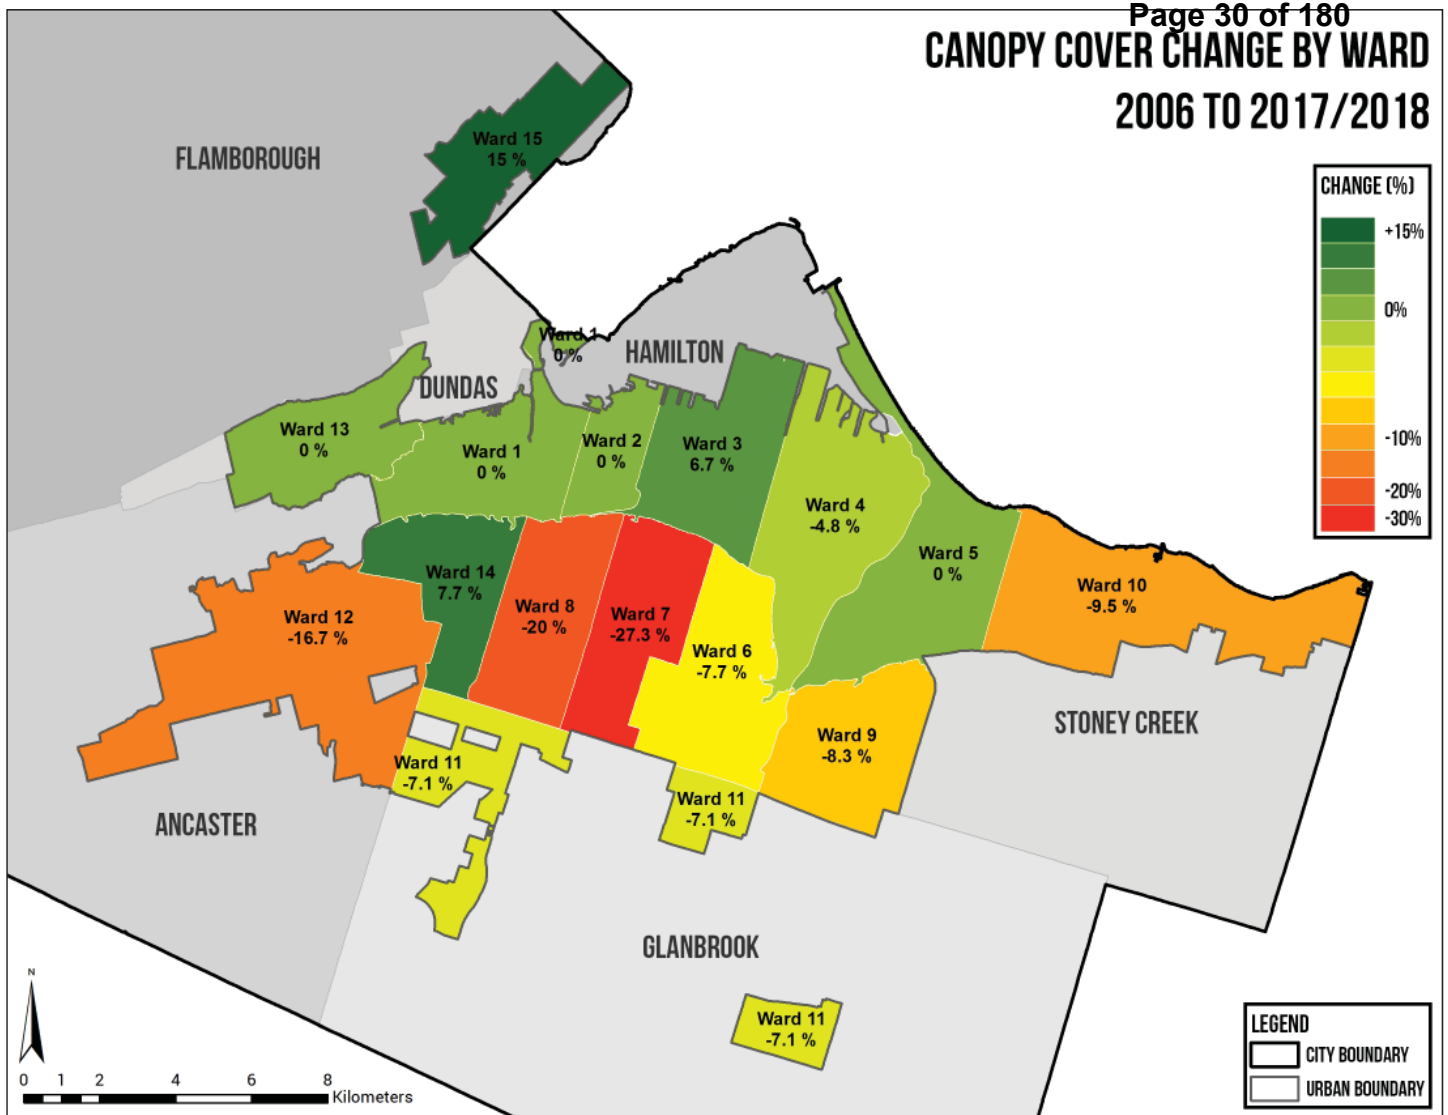 Page 30 of 180
CANOPY COVER CHANGE BY WARD
2006 TO 2017/2018
CHANGE (%)
+15%
0%
-10%
-20%
-30%
FLAMBOROUGH
Ward 15
15 %
Ward 1
0 %
HAMILTON
DUNDAS
Ward 13
0 %
Ward 1
0 %
Ward 2
0 %
Ward 3
6.7 %
Ward 4
-4.8 %
Ward 5
0 %
Ward 10
-9.5 %
Ward 14
7.7 %
Ward 8
-20 %
Ward 7
-27.3 %
Ward 12
-16.7 %
Ward 6
-7.7 %
Ward 9
-8.3 %
STONEY CREEK
Ward 11
-7.1 %
Ward 11
-7.1 %
ANCASTER
GLANBROOK
Ward 11
-7.1 %
N
0 1 2 4 6 8
Kilometers
LEGEND
CITY BOUNDARY
URBAN BOUNDARY